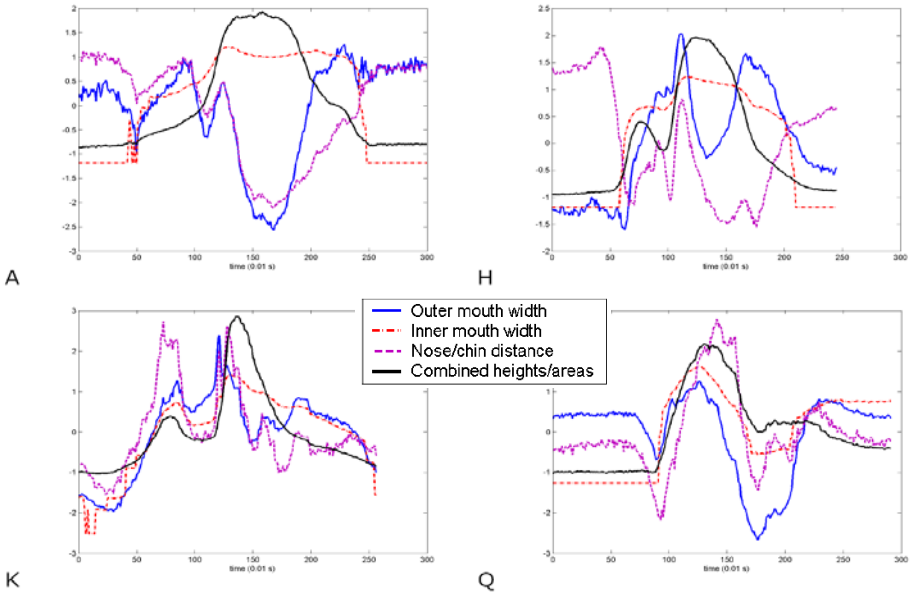 2
1.5
1
0.5
0
-0.5
-1
-1.5
-2
-2.5
-3
0 50 100 150 200 250 300
time (0.01 s)
A
2.5
2
1.5
1
0.5
0
-0.5
-1
-1.5
-2
0 50 100 150 200 250 300
time (0.01 s)
H
Outer mouth width
Inner mouth width
Nose/chin distance
Combined heights/areas
3
2
1
0
-1
-2
-3
0 50 100 150 200 250 300
time (0.01 s)
K
3
2
1
0
-1
-2
-3
0 50 100 150 200 250 300
time (0.01 s)
Q